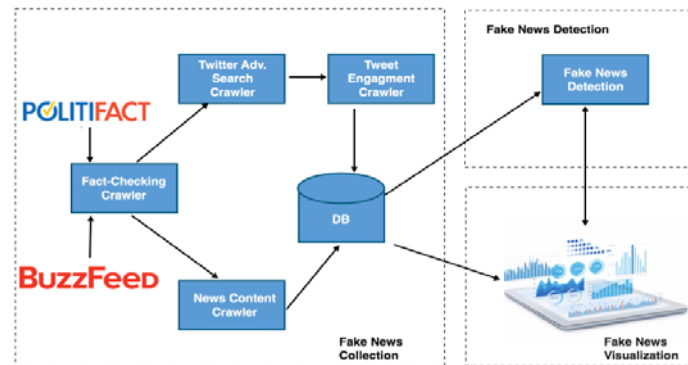 Fake News Detection
Twitter Adv.
Search
Crawler
Tweet
Engagment
Crawler
Fake News
Detection
POLITIFACT
Fact-Checking
Crawler
DB
BUZZFEED
News Content
Crawler
Fake News
Collection
Fake News
Visualization